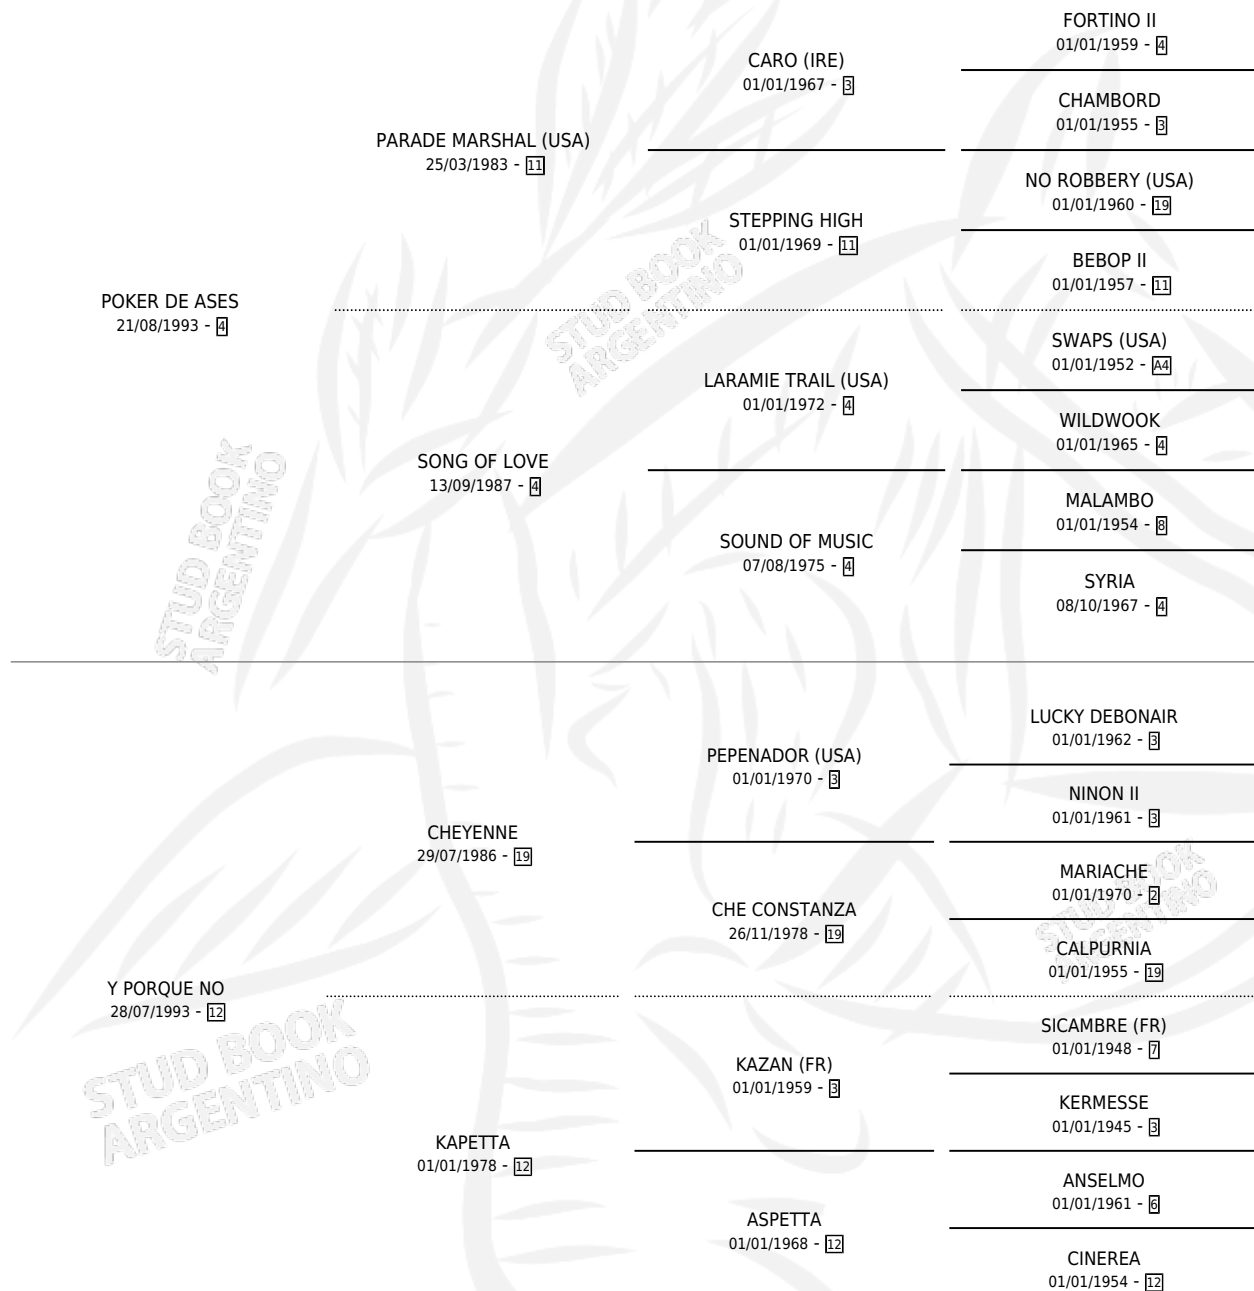 FORTINO II
01/01/1959 - 4
CARO (IRE)
01/01/1967 - 3
CHAMBORD
01/01/1955 - 3
PARADE MARSHAL (USA)
25/03/1983 - 11
NO ROBBERY (USA)
01/01/1960 - 19
STEPPING HIGH
01/01/1969 - 11
BEBOP II
01/01/1957 - 11
POKER DE ASES
21/08/1993 - 4
SWAPS (USA)
01/01/1952 - A4
LARAMIE TRAIL (USA)
01/01/1972 - 4
WILDWOOK
01/01/1965 - 4
SONG OF LOVE
13/09/1987 - 4
MALAMBO
01/01/1954 - 8
SOUND OF MUSIC
07/08/1975 - 4
SYRIA
08/10/1967 - 4
STUD BOOK
ARGENTINO
STUD BOOK
ARGENTINO
LUCKY DEBONAIR
01/01/1962 - 3
PEPENADOR (USA)
01/01/1970 - 3
NINON II
01/01/1961 - 3
CHEYENNE
29/07/1986 - 19
MARIACHE
01/01/1970 - 2
CHE CONSTANZA
26/11/1978 - 19
CALPURNIA
01/01/1955 - 19
Y PORQUE NO
28/07/1993 - 12
SICAMBRE (FR)
01/01/1948 - 7
KAZAN (FR)
01/01/1959 - 3
KERMESSE
01/01/1945 - 3
KAPETTA
01/01/1978 - 12
ANSELMO
01/01/1961 - 6
ASPETTA
01/01/1968 - 12
CINEREA
01/01/1954 - 12
STUD BOOK
ARGENTINO
STUD BOOK
ARGENTINO